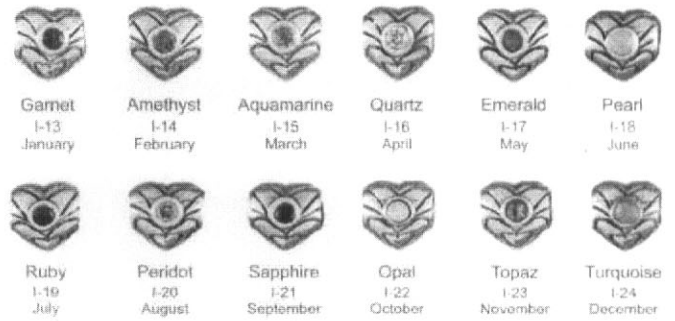 Garnet Amethyst Aquamarine Quartz Emerald Pearl
I-13 I-14 I-15 I-16 I-17 I-18
January February March April May June
Ruby Peridot Sapphire Opal Topaz Turquoise
I-19 I-20 I-21 I-22 I-23 I-24
July August September October November December